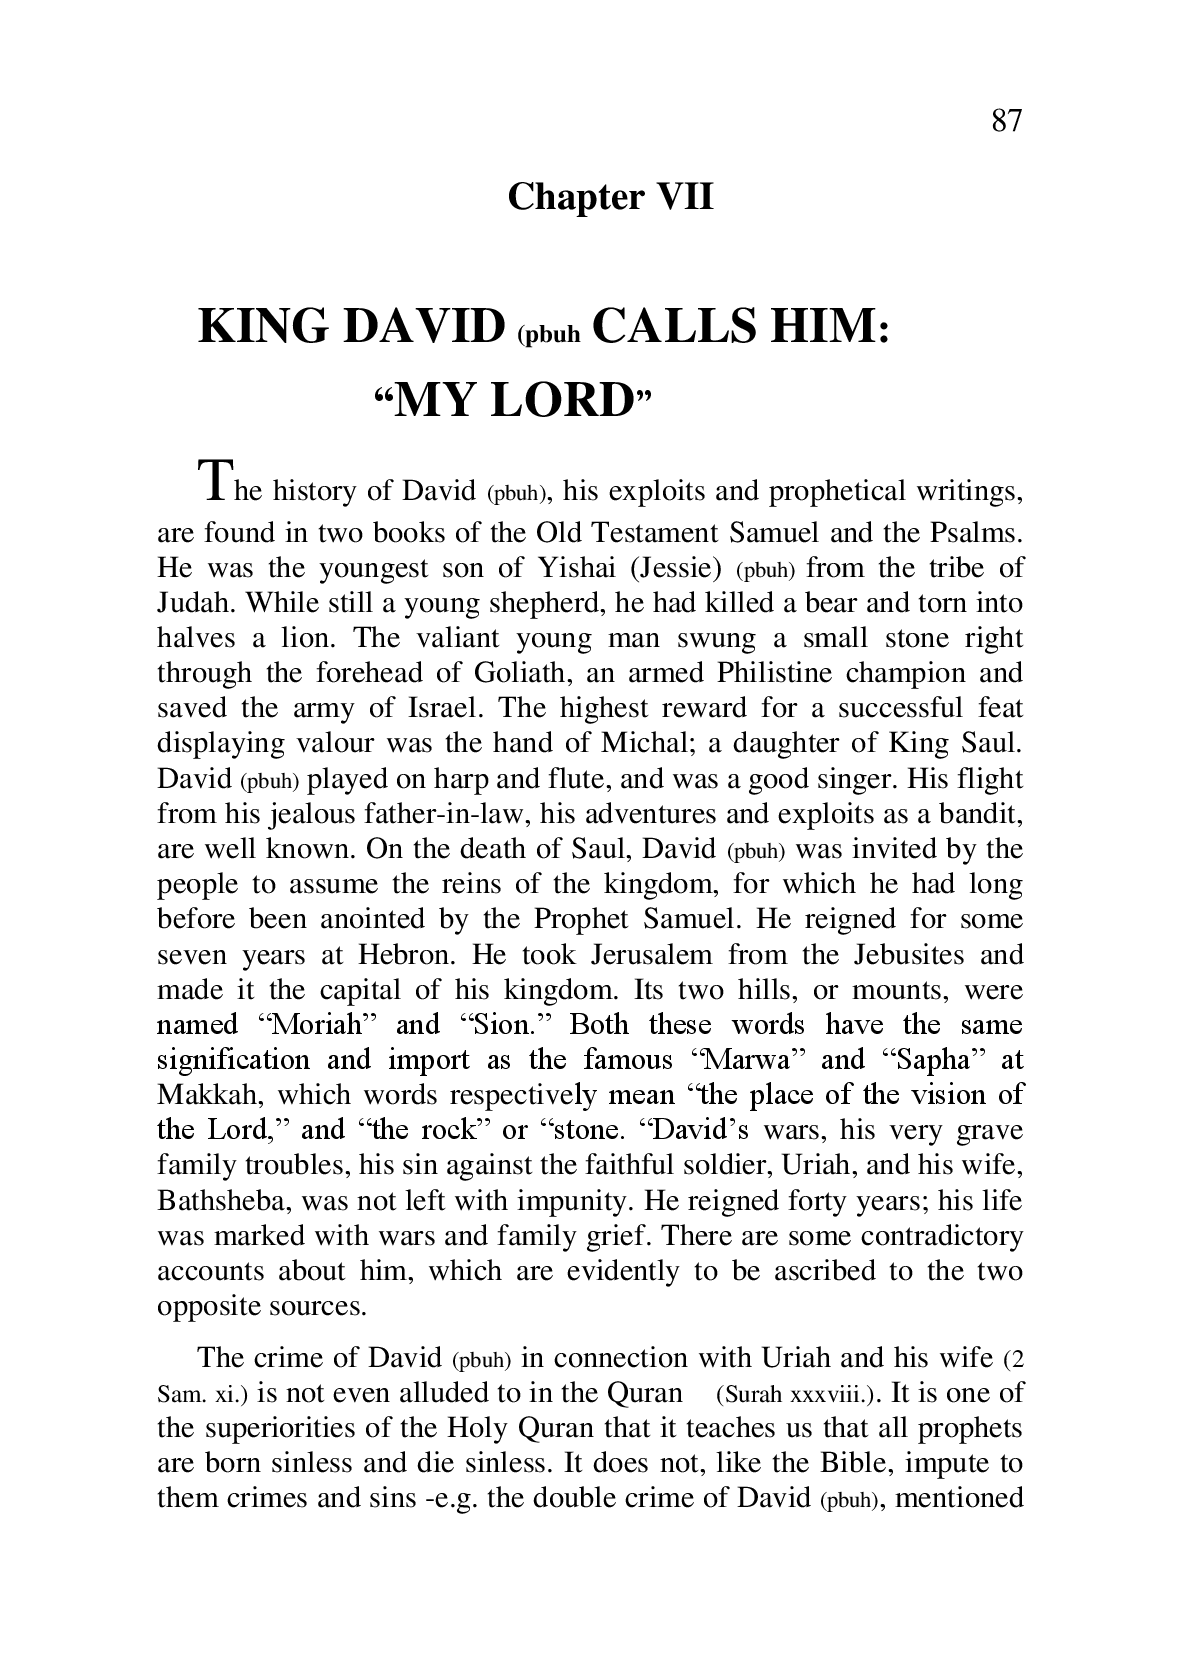 87
Chapter VII
KING DAVID (pbuh CALLS HIM:
“MY LORD”
The history of David (pbuh), his exploits and prophetical writings,
are found in two books of the Old Testament Samuel and the Psalms.
He was the youngest son of Yishai (Jessie) (pbuh) from the tribe of
Judah. While still a young shepherd, he had killed a bear and torn into
halves a lion. The valiant young man swung a small stone right
through the forehead of Goliath, an armed Philistine champion and
saved the army of Israel. The highest reward for a successful feat
displaying valour was the hand of Michal; a daughter of King Saul.
David (pbuh) played on harp and flute, and was a good singer. His flight
from his jealous father-in-law, his adventures and exploits as a bandit,
are well known. On the death of Saul, David (pbuh) was invited by the
people to assume the reins of the kingdom, for which he had long
before been anointed by the Prophet Samuel. He reigned for some
seven years at Hebron. He took Jerusalem from the Jebusites and
made it the capital of his kingdom. Its two hills, or mounts, were
named “Moriah” and “Sion.” Both these words have the same
signification and import as the famous “Marwa” and “Sapha” at
Makkah, which words respectively mean “the place of the vision of
the Lord,” and “the rock” or “stone. “David’s wars, his very grave
family troubles, his sin against the faithful soldier, Uriah, and his wife,
Bathsheba, was not left with impunity. He reigned forty years; his life
was marked with wars and family grief. There are some contradictory
accounts about him, which are evidently to be ascribed to the two
opposite sources.
The crime of David (pbuh) in connection with Uriah and his wife (2
Sam. xi.) is not even alluded to in the Quran (Surah xxxviii.). It is one of
the superiorities of the Holy Quran that it teaches us that all prophets
are born sinless and die sinless. It does not, like the Bible, impute to
them crimes and sins -e.g. the double crime of David (pbuh), mentioned